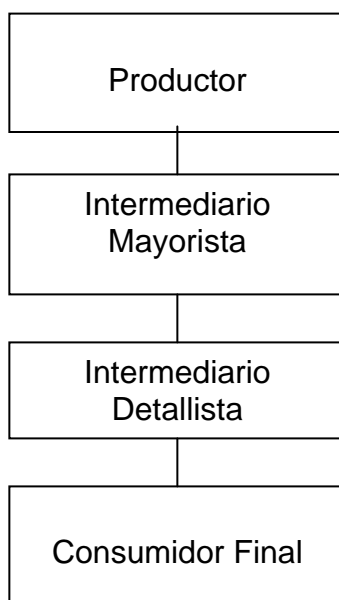 Productor
Intermediario
Mayorista
Intermediario
Detallista
Consumidor Final